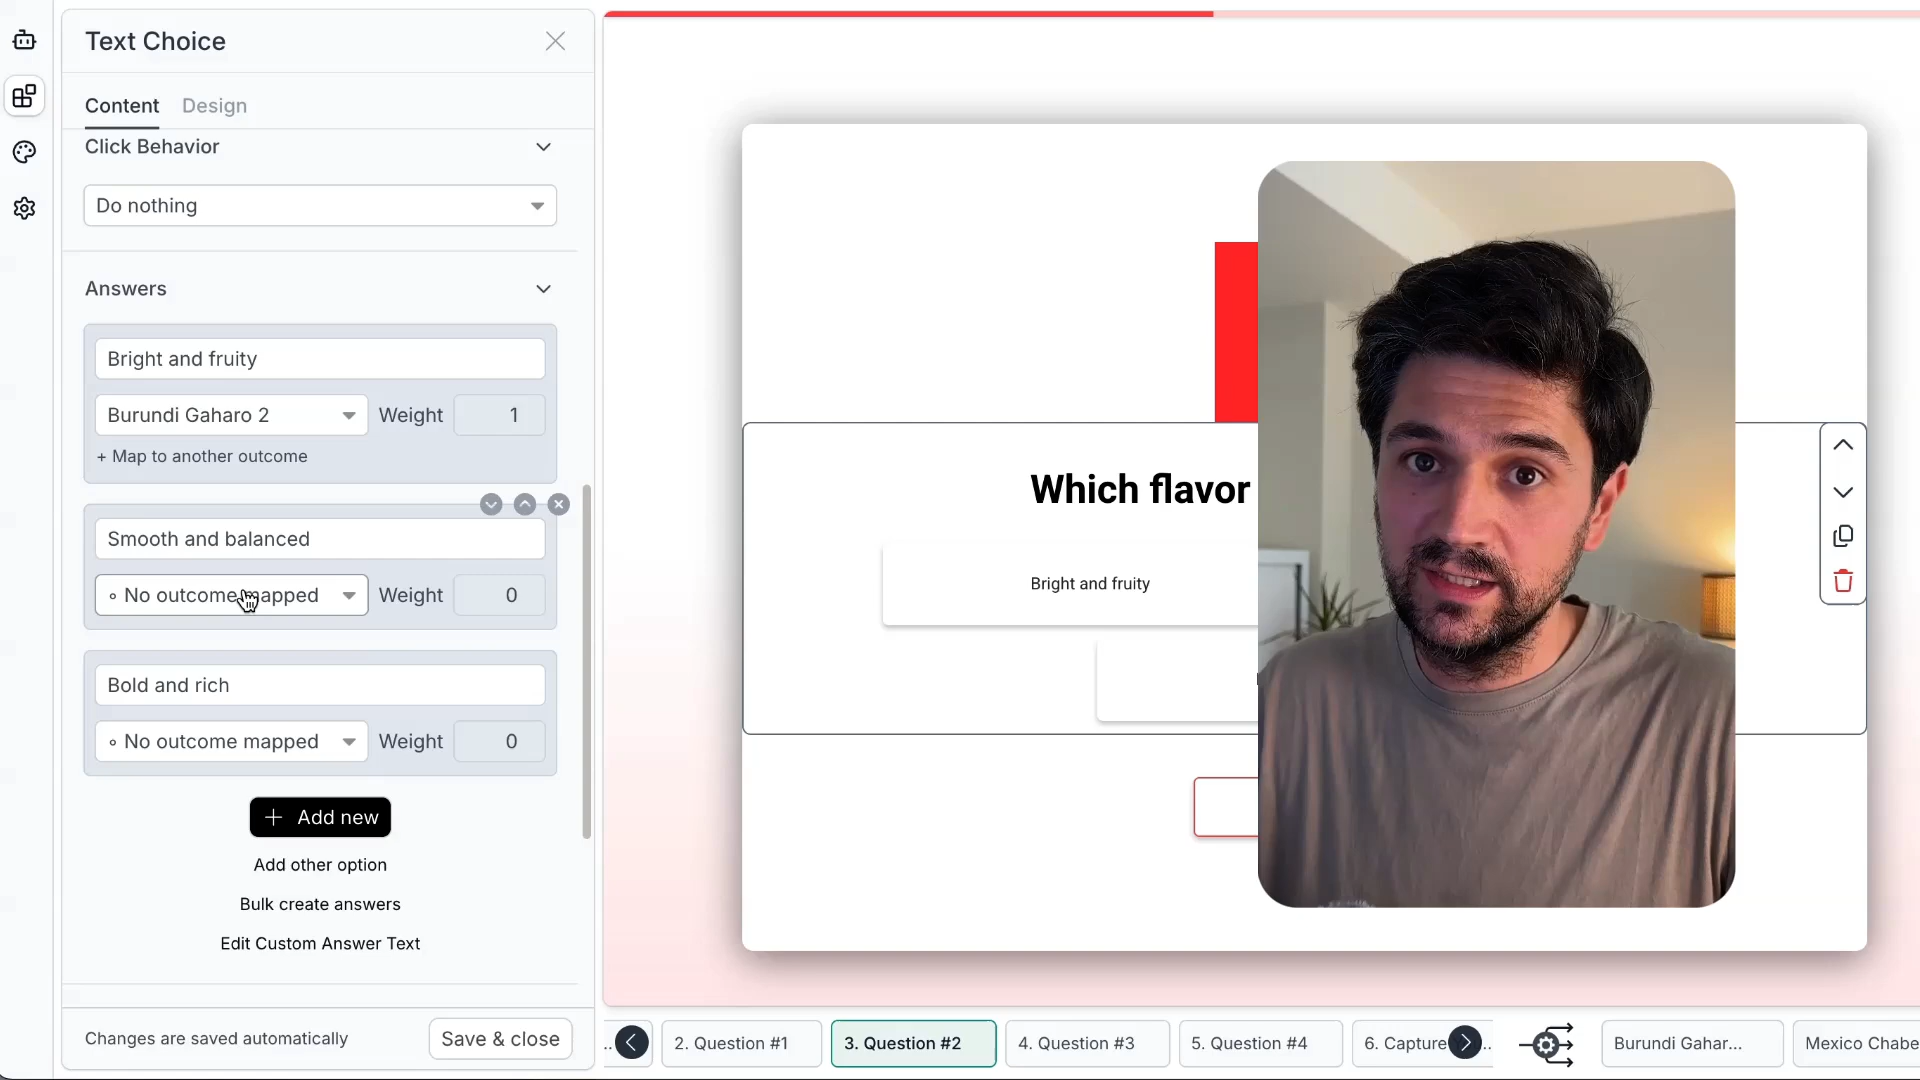 Text Choice
Content Design
Click Behavior
Do nothing
Answers
Bright and fruity
Burundi Gaharo 2 Weight 1
+ Map to another outcome
Smooth and balanced
No outcome mapped Weight 0
Bold and rich
No outcome mapped Weight 0
+ Add new
Add other option
Bulk create answers
Edit Custom Answer Text
Changes are saved automatically
Save & close
Which flavor
Bright and fruity
.. 2. Question #1 3. Question #2 4. Question #3 5. Question #4 6. Capture .. Burundi Gahar... Mexico Chabe